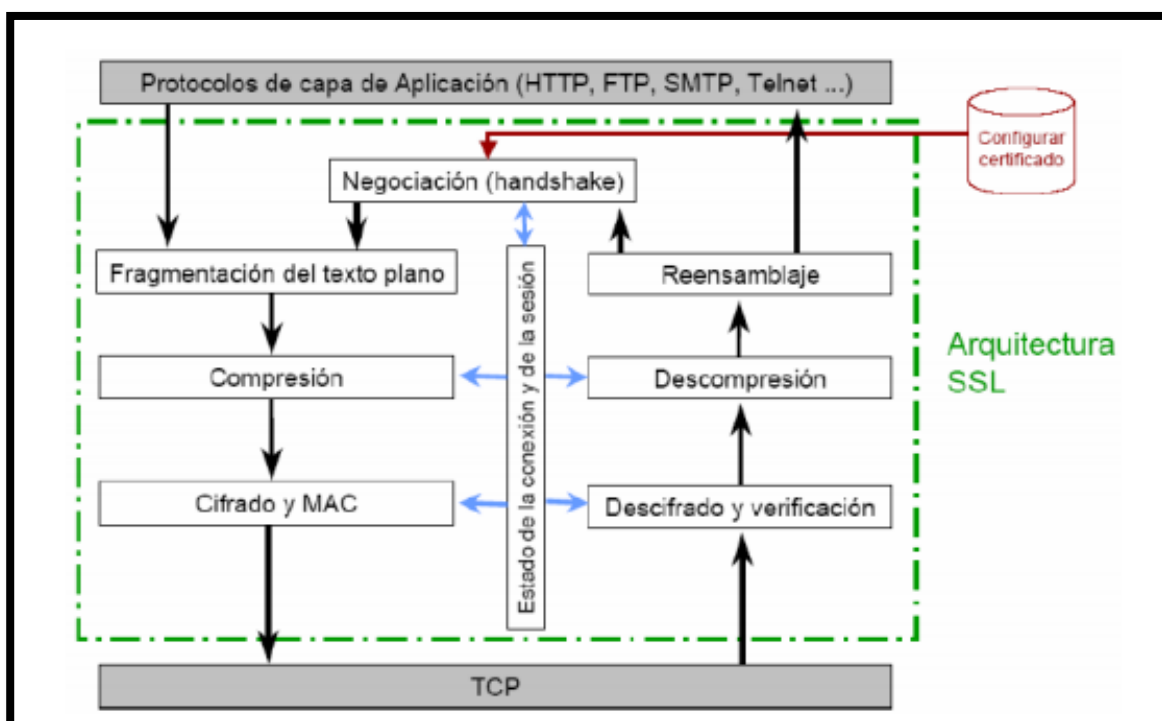 Protocolos de capa de Aplicación (HTTP, FTP, SMTP, Telnet ...)
Configurar
certificado
Negociación (handshake)
Fragmentación del texto plano
Reensamblaje
Estado de la conexión y de la sesión
Arquitectura
SSL
Compresión
Descompresión
Cifrado y MAC
Descifrado y verificación
TCP